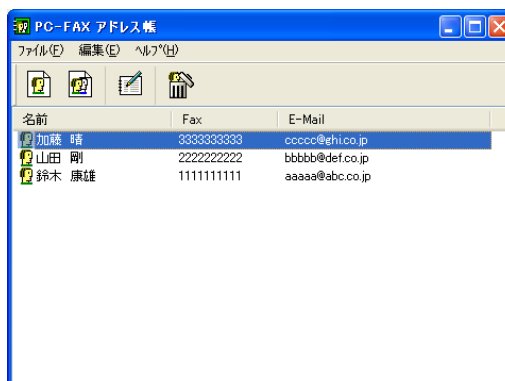 PC-FAX アドレス帳
ファイル(F) 編集(E) ヘルプ(H)
名前 Fax E-Mail
加藤 晴 3333333333 ccccc@ghi.co.jp
山田 剛 2222222222 bbbbb@def.co.jp
鈴木 康雄 1111111111 aaaaa@abc.co.jp